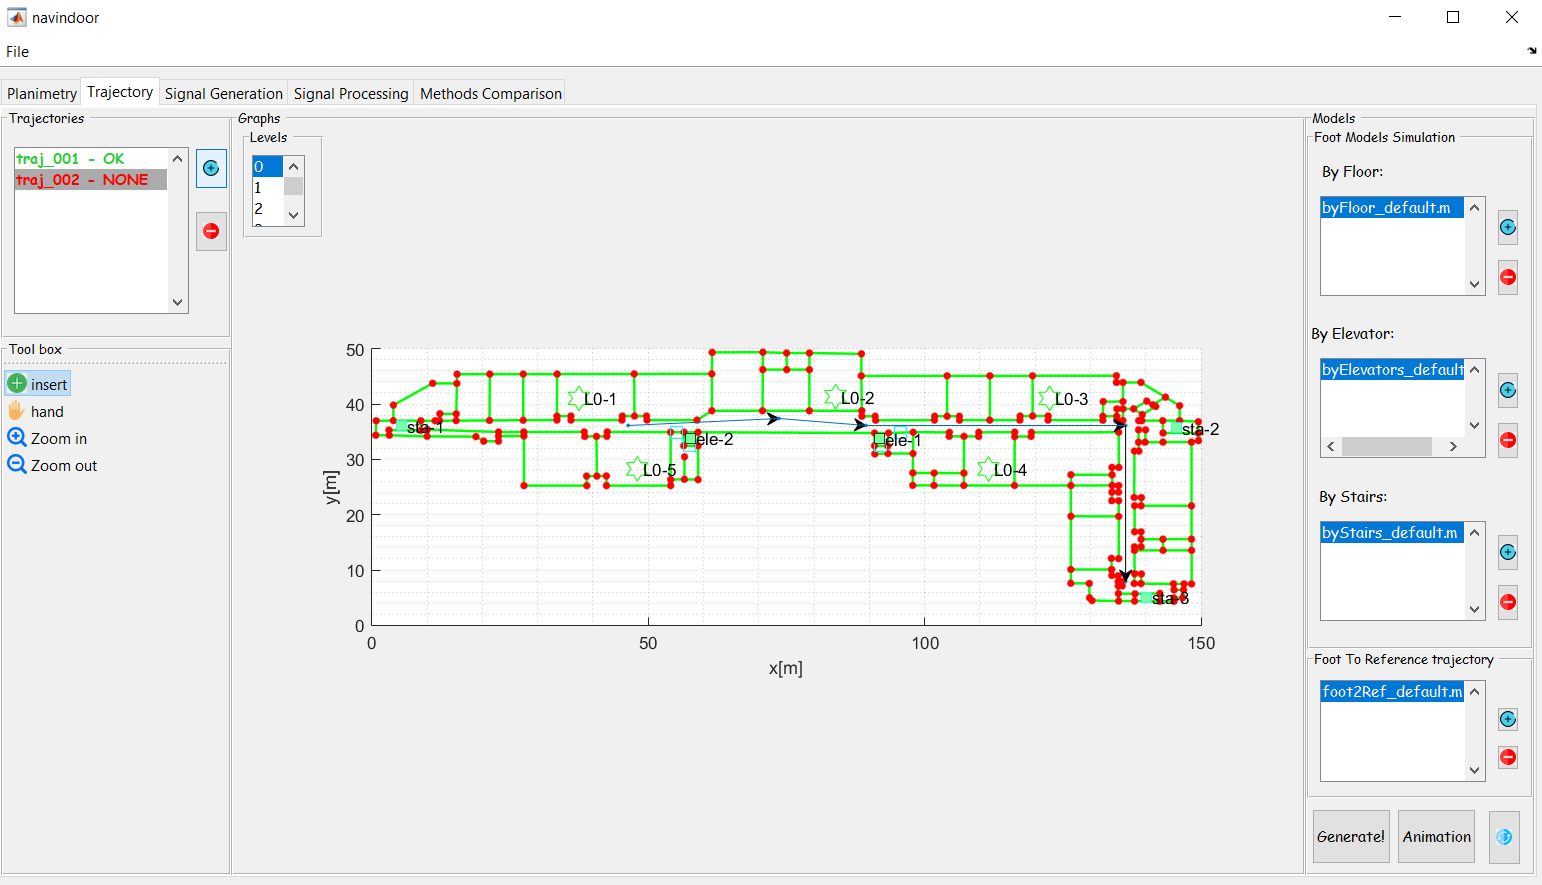 navindoor
File
Planimetry
Trajectory
Signal Generation
Signal Processing
Methods Comparison
Trajectories
traj_001 - OK
traj_002 - NONE
Tool box
insert
hand
Zoom in
Zoom out
Graphs
Levels
0
1
2
50
40
30
20
10
0
y[m]
0
50
100
150
x[m]
L0-1
L0-2
L0-3
sta-1
ele-2
ele-1
sta-2
L0-5
L0-4
sta-3
Models
Foot Models Simulation
By Floor:
byFloor_default.m
By Elevator:
byElevators_default
By Stairs:
byStairs_default.m
Foot To Reference trajectory
foot2Ref_default.m
Generate!
Animation